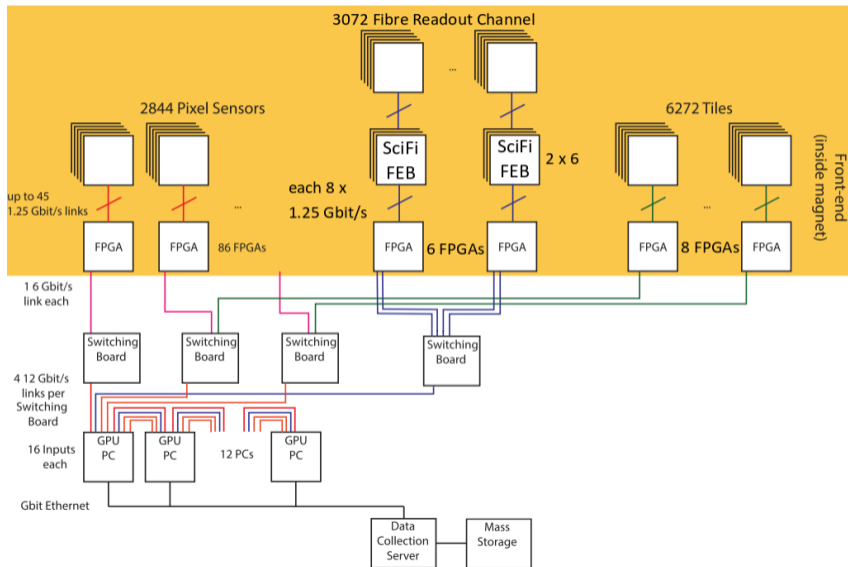 3072 Fibre Readout Channel
...
2844 Pixel Sensors
6272 Tiles
SciFi
FEB
SciFi
FEB
2 x 6
Front-end
(inside magnet)
up to 45
1.25 Gbit/s links
...
each 8 x
1.25 Gbit/s
...
FPGA
FPGA
86 FPGAs
FPGA
6 FPGAs
FPGA
FPGA
8 FPGAs
FPGA
1 6 Gbit/s
link each
Switching
Board
Switching
Board
Switching
Board
Switching
Board
4 12 Gbit/s
links per
Switching
Board
16 Inputs
each
GPU
PC
GPU
PC
12 PCs
GPU
PC
Gbit Ethernet
Data
Collection
Server
Mass
Storage